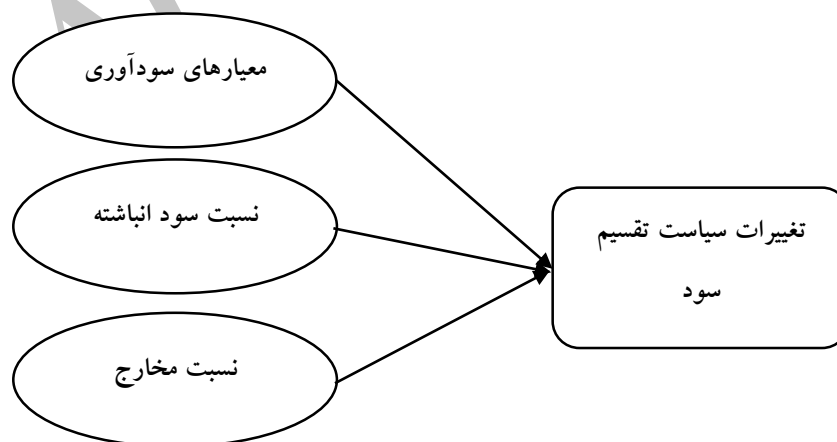 معیارهای سودآوری
نسبت سود انباشته
تغییرات سیاست تقسیم
سود
نسبت مخارج